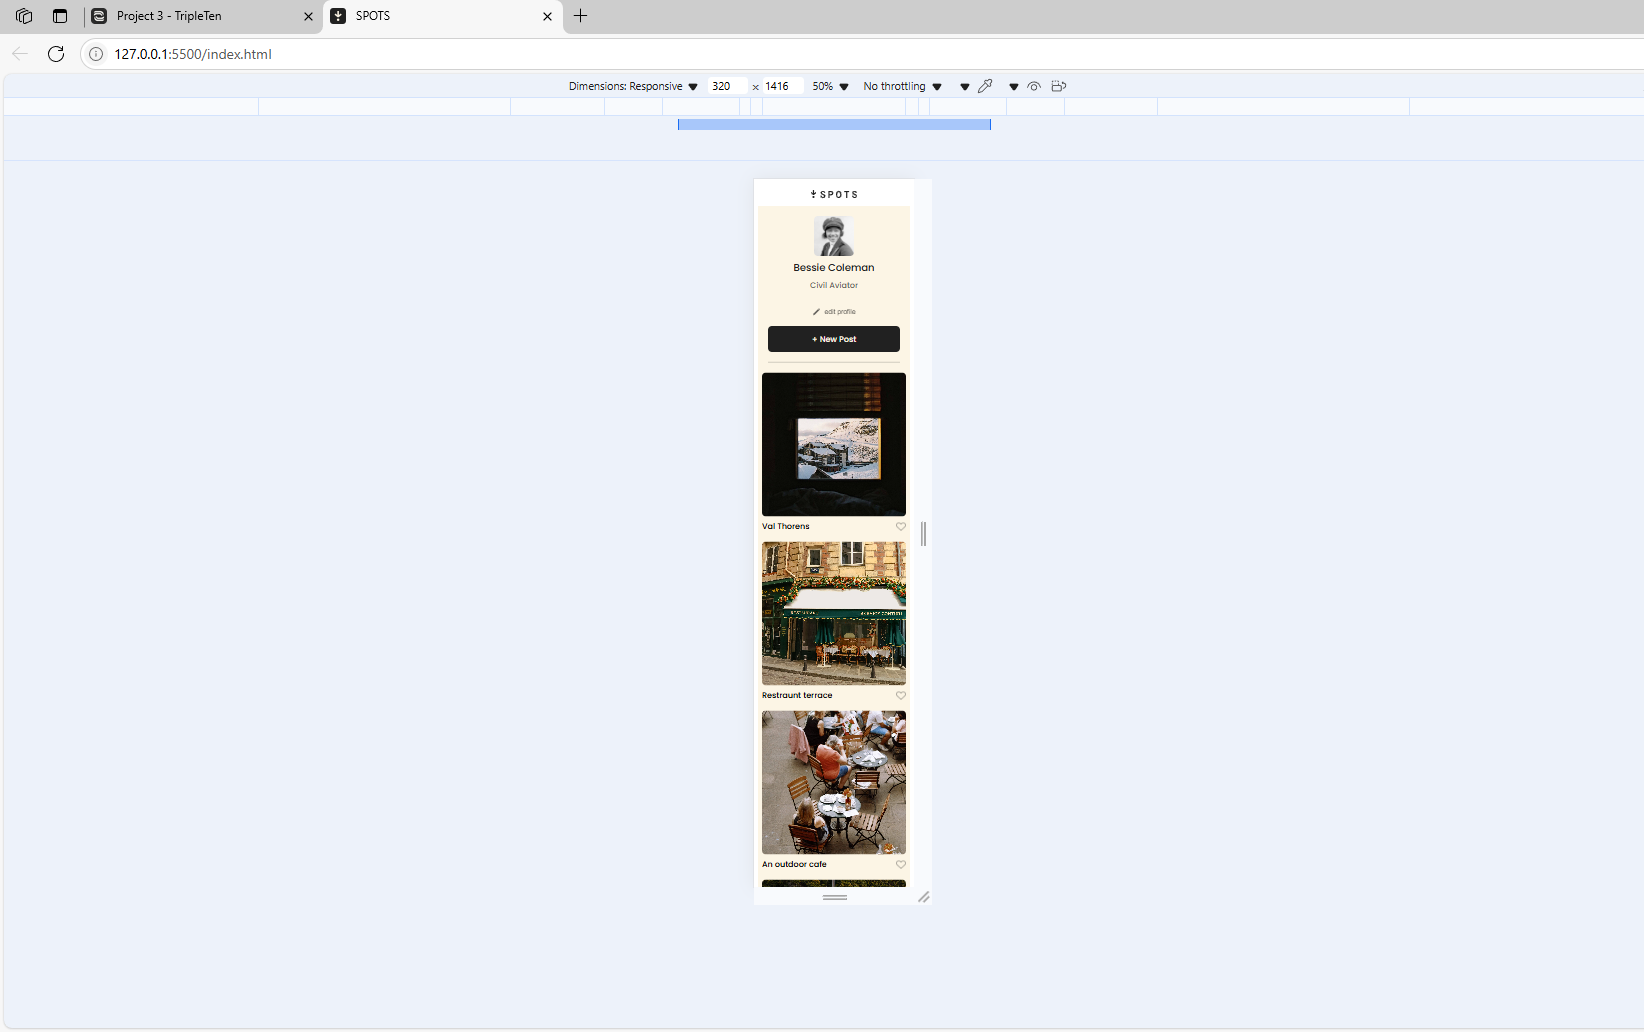 Project 3 - TripleTen
SPOTS
127.0.0.1:5500/index.html
Dimensions: Responsive 320 x 1416 50% No throttling
SPOTS
Bessie Coleman
Civil Aviator
edit profile
+ New Post
Val Thorens
Restraunt terrace
An outdoor cafe